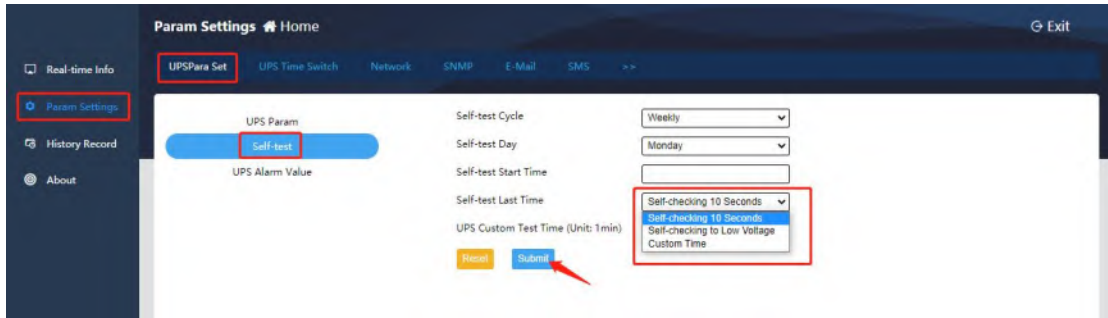 Param Settings Home
Exit
Real-time Info
Param Settings
History Record
About
UPSPara Set UPS Time Switch Network SNMP E-Mail SMS >>
UPS Param
Self-test
UPS Alarm Value
Self-test Cycle Weekly
Self-test Day Monday
Self-test Start Time
Self-test Last Time Self-checking 10 Seconds
Self-checking 10 Seconds
Self-checking to Low Voltage
Custom Time
UPS Custom Test Time (Unit: 1min)
Reset Submit